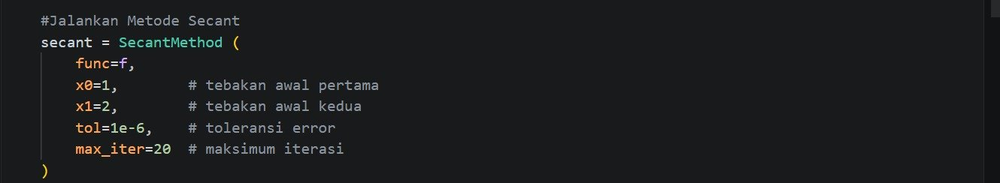 #Jalankan Metode Secant
secant = SecantMethod (
    func=f,
    x0=1,        # tebakan awal pertama
    x1=2,        # tebakan awal kedua
    tol=1e-6,    # toleransi error
    max_iter=20  # maksimum iterasi
)